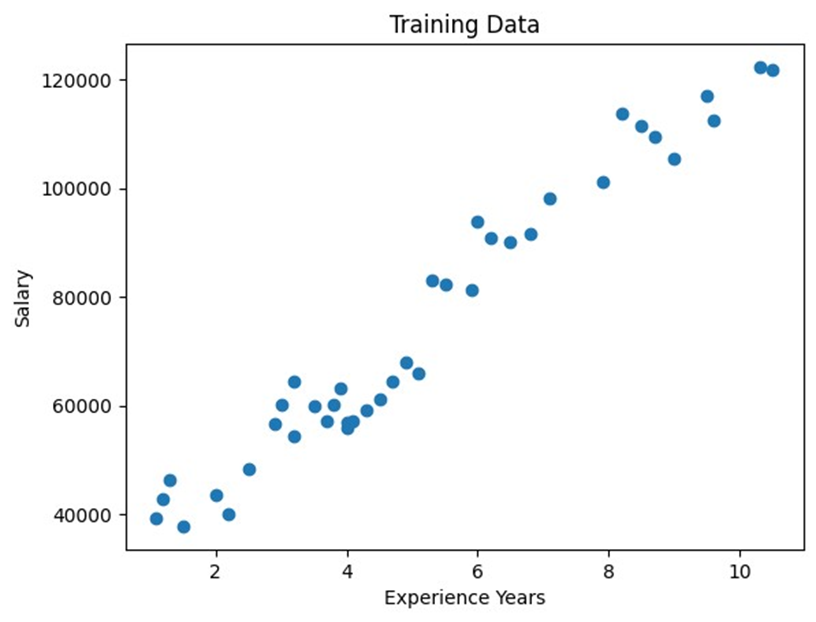 Training Data
120000
100000
80000
60000
40000
Salary
2 4 6 8 10
Experience Years